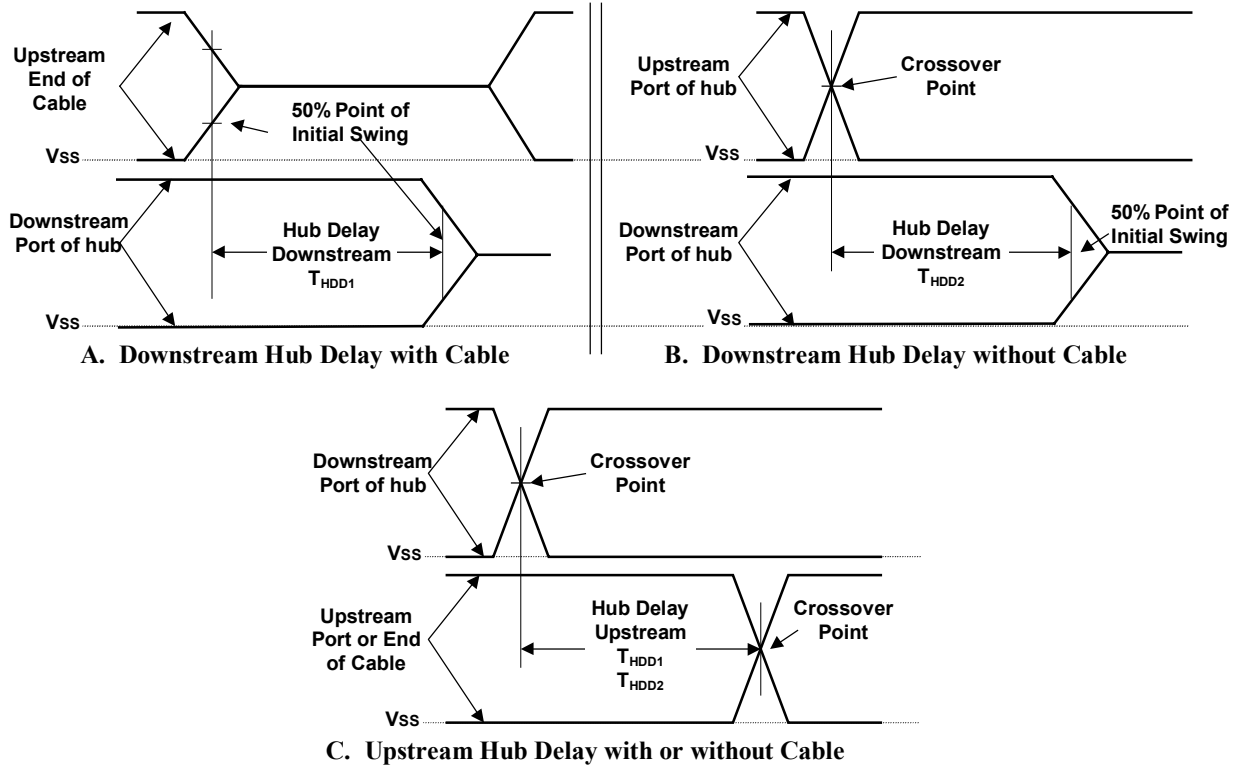 Upstream
End of
Cable
50% Point of
Initial Swing
Vss
Downstream
Port of hub
Hub Delay
Downstream
THDD1
Vss
A. Downstream Hub Delay with Cable
Upstream
Port of hub
Crossover
Point
Vss
Downstream
Port of hub
Hub Delay
Downstream
THDD2
50% Point of
Initial Swing
Vss
B. Downstream Hub Delay without Cable
Downstream
Port of hub
Crossover
Point
Vss
Upstream
Port or End
of Cable
Hub Delay
Upstream
THDD1
THDD2
Crossover
Point
Vss
C. Upstream Hub Delay with or without Cable